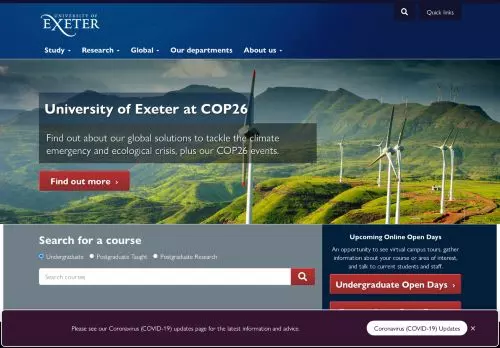 UNIVERSITY OF
EXETER
Quick links
Study
Research
Global
Our departments
About us
University of Exeter at COP26
Find out about our global solutions to tackle the climate
emergency and ecological crisis, plus our COP26 events.
Find out more ›
Search for a course
Undergraduate Postgraduate Taught Postgraduate Research
Search courses
Upcoming Online Open Days
An opportunity to see virtual campus tours, gather
information about your course or area of interest,
and talk to current students and staff.
Undergraduate Open Days ›
Please see our Coronavirus (COVID-19) updates page for the latest information and advice.
Coronavirus (COVID-19) Updates
×